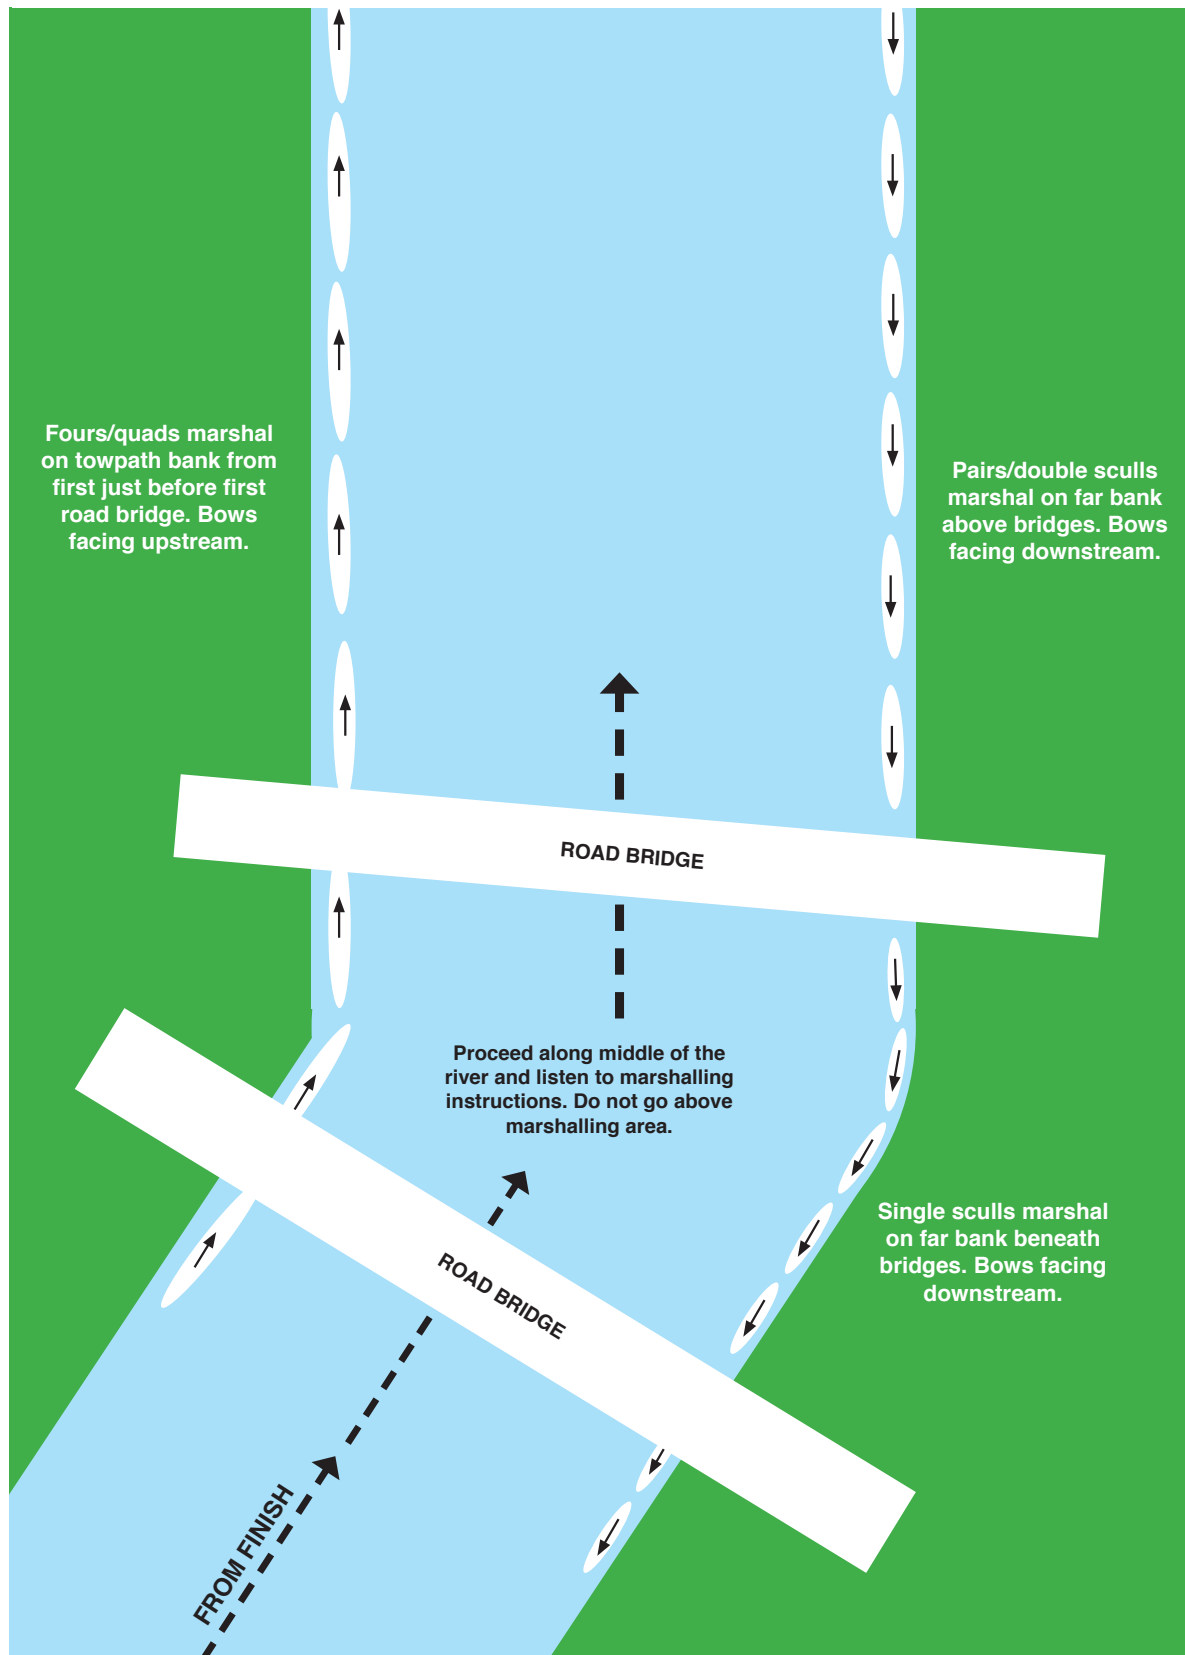 Fours/quads marshal
on towpath bank from
first just before first
road bridge. Bows
facing upstream.
Pairs/double sculls
marshal on far bank
above bridges. Bows
facing downstream.
ROAD BRIDGE
Proceed along middle of the
river and listen to marshalling
instructions. Do not go above
marshalling area.
Single sculls marshal
on far bank beneath
bridges. Bows facing
downstream.
ROAD BRIDGE
FROM FINISH